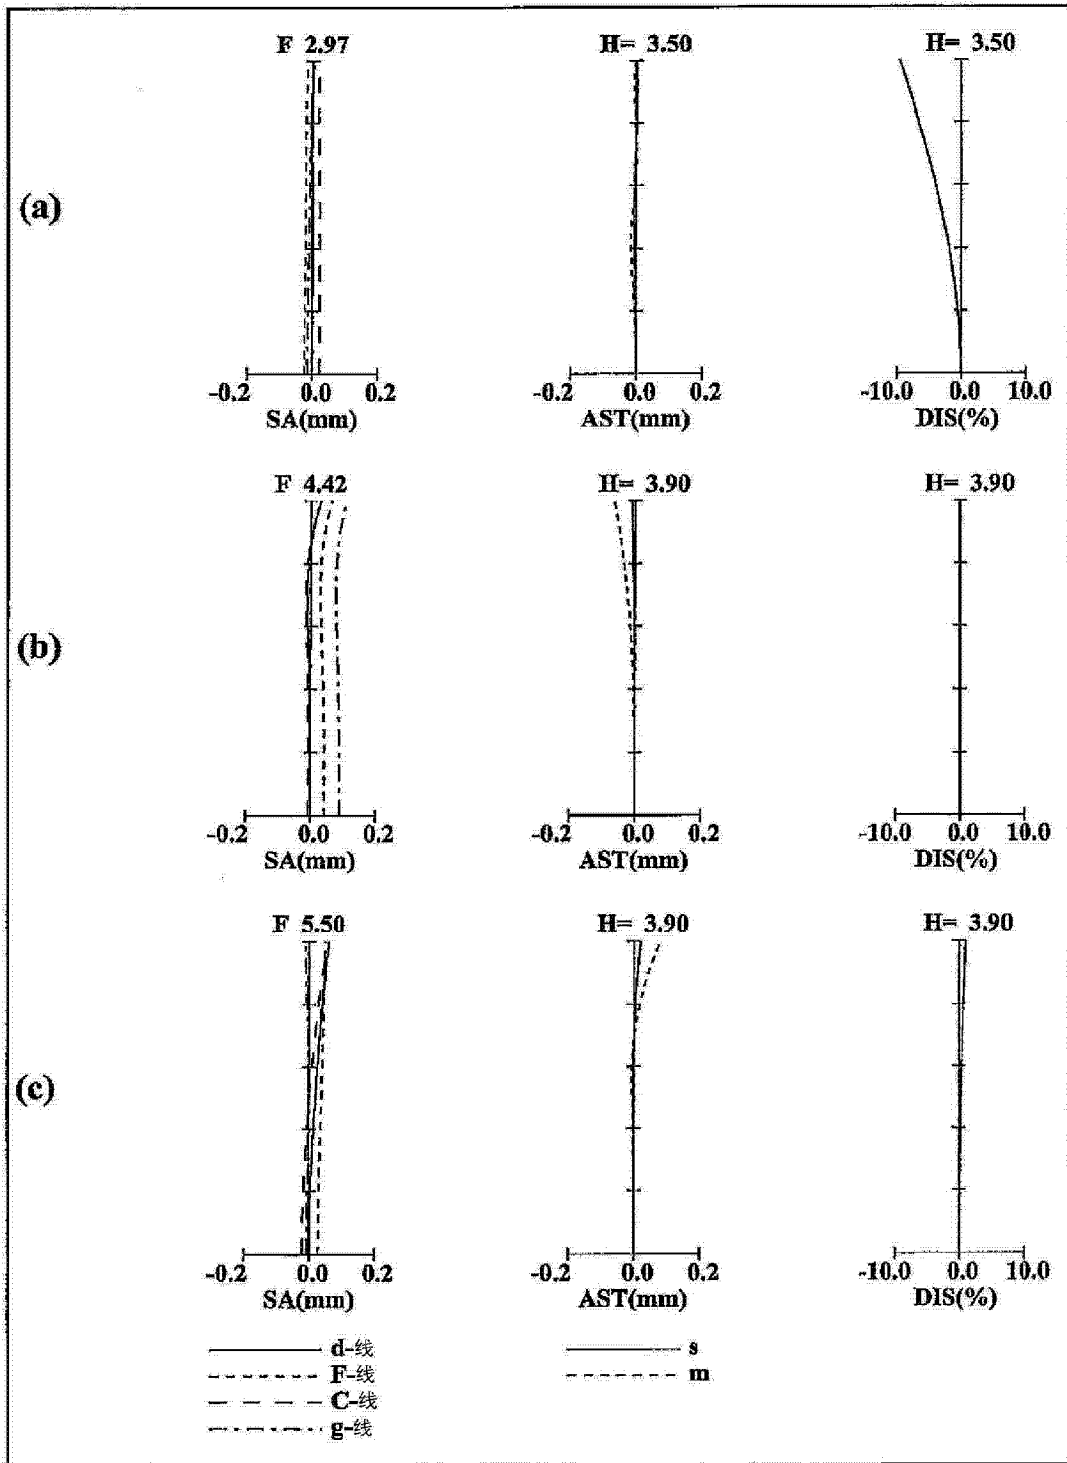 F 2.97 H= 3.50 H= 3.50
(a)
-0.2 0.0 0.2 -0.2 0.0 0.2 -10.0 0.0 10.0
SA(mm) AST(mm) DIS(%)
F 4.42 H= 3.90 H= 3.90
(b)
-0.2 0.0 0.2 -0.2 0.0 0.2 -10.0 0.0 10.0
SA(mm) AST(mm) DIS(%)
F 5.50 H= 3.90 H= 3.90
(c)
-0.2 0.0 0.2 -0.2 0.0 0.2 -10.0 0.0 10.0
SA(mm) AST(mm) DIS(%)
d-线 s
F-线 m
C-线
g-线